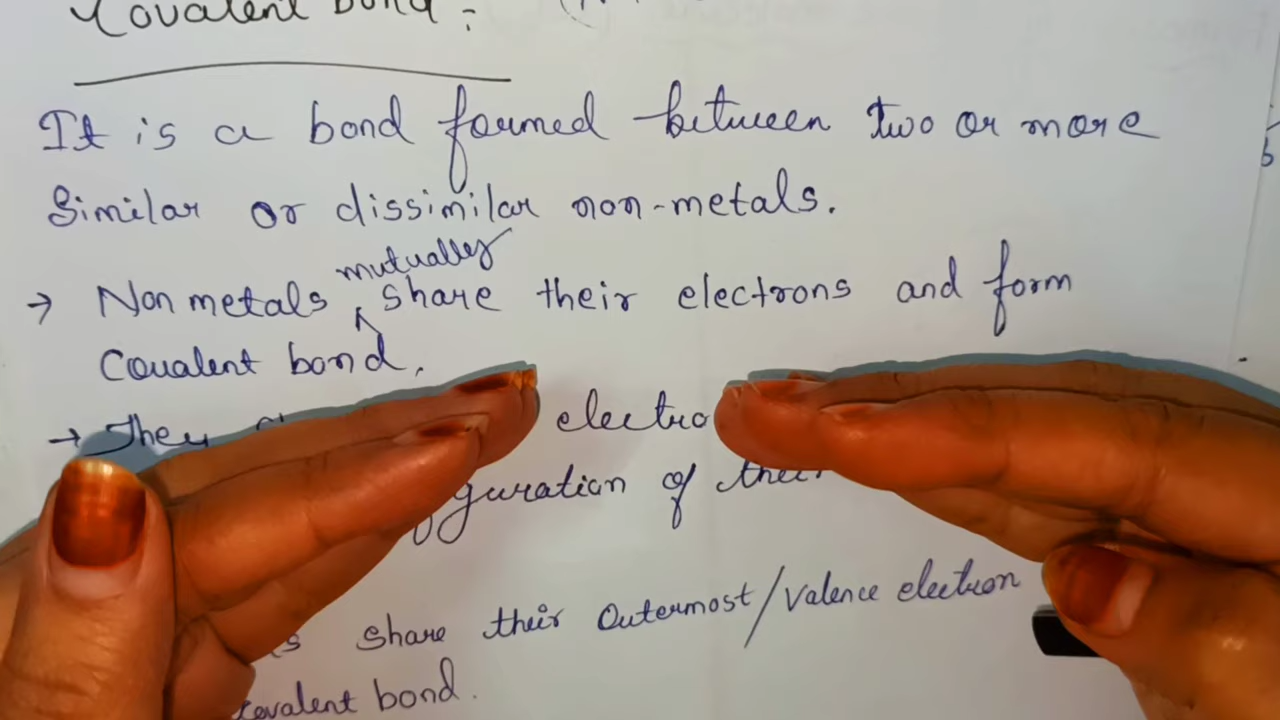 Covalent bond :
It is a bond formed between two or more
Similar or dissimilar non-metals.
mutually
→ Non metals share their electrons and form
Covalent bond.
→ They electro
guration of their
share their Outermost/Valence electron
covalent bond.